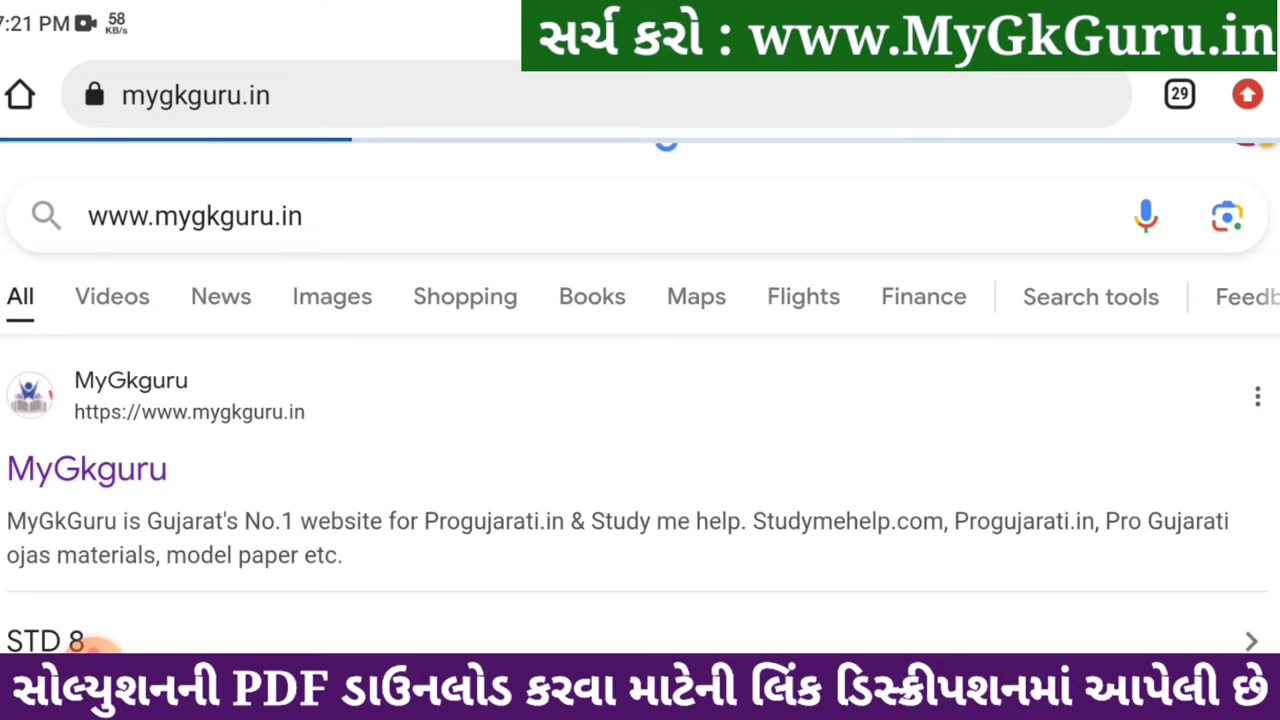 7:21 PM 58 KB/s
સર્ચ કરો : www.MyGkGuru.in
mygkguru.in
29
www.mygkguru.in
All Videos News Images Shopping Books Maps Flights Finance Search tools Feedb
MyGkguru
https://www.mygkguru.in
MyGkguru
MyGkGuru is Gujarat's No.1 website for Progujarati.in & Study me help. Studymehelp.com, Progujarati.in, Pro Gujarati
ojas materials, model paper etc.
STD 8
સોલ્યુશનની PDF ડાઉનલોડ કરવા માટેની લિંક ડિસ્ક્રીપશનમાં આપેલી છે